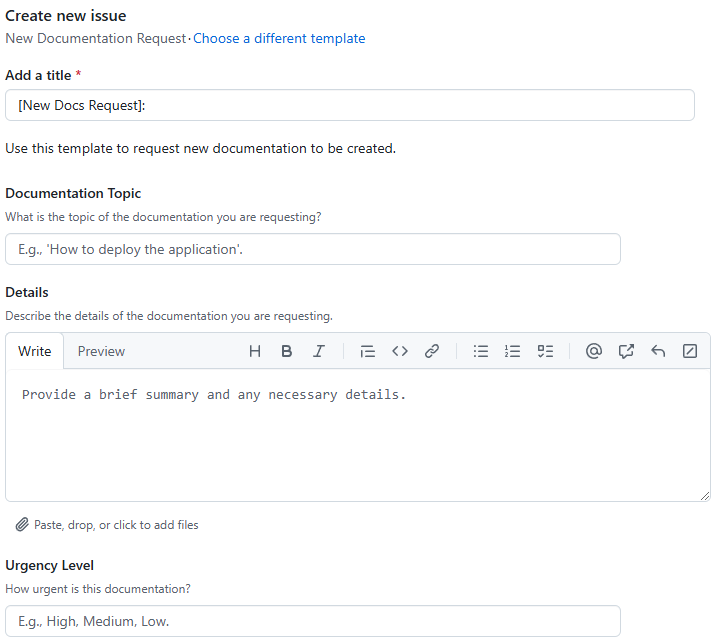 Create new issue
New Documentation Request·Choose a different template
Add a title *
[New Docs Request]:
Use this template to request new documentation to be created.
Documentation Topic
What is the topic of the documentation you are requesting?
E.g., 'How to deploy the application'.
Details
Describe the details of the documentation you are requesting.
Write Preview H B I
Provide a brief summary and any necessary details.
Paste, drop, or click to add files
Urgency Level
How urgent is this documentation?
E.g., High, Medium, Low.